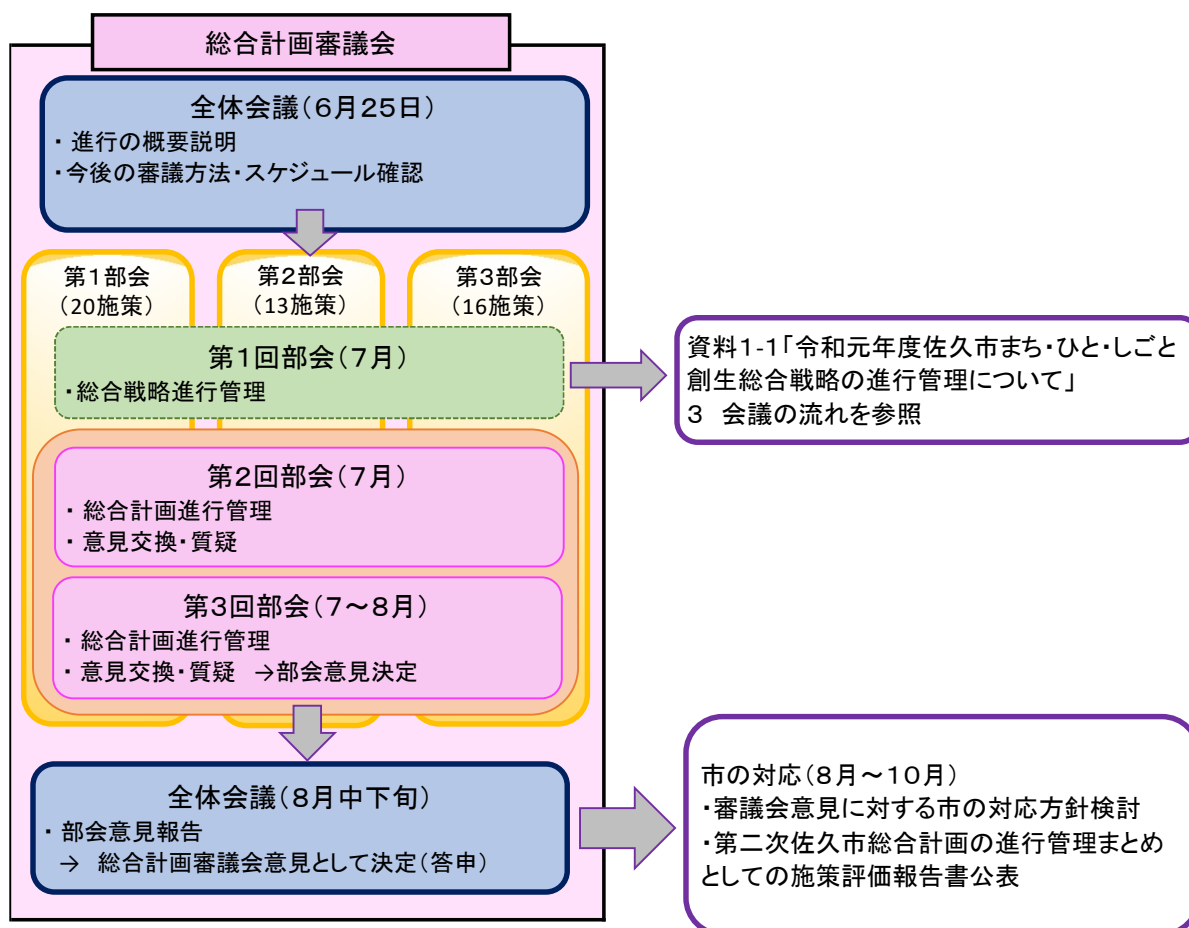 総合計画審議会
全体会議(6月25日)
・ 進行の概要説明
・今後の審議方法・スケジュール確認
第1部会
(20施策)
第2部会
(13施策)
第3部会
(16施策)
第1回部会(7月)
・総合戦略進行管理
資料1-1「令和元年度佐久市まち・ひと・しごと
創生総合戦略の進行管理について」
3 会議の流れを参照
第2回部会(7月)
・ 総合計画進行管理
・ 意見交換・質疑
第3回部会(7～8月)
・ 総合計画進行管理
・ 意見交換・質疑 →部会意見決定
全体会議(8月中下旬)
・ 部会意見報告
→ 総合計画審議会意見として決定(答申)
市の対応(8月～10月)
・審議会意見に対する市の対応方針検討
・第二次佐久市総合計画の進行管理まとめ
としての施策評価報告書公表